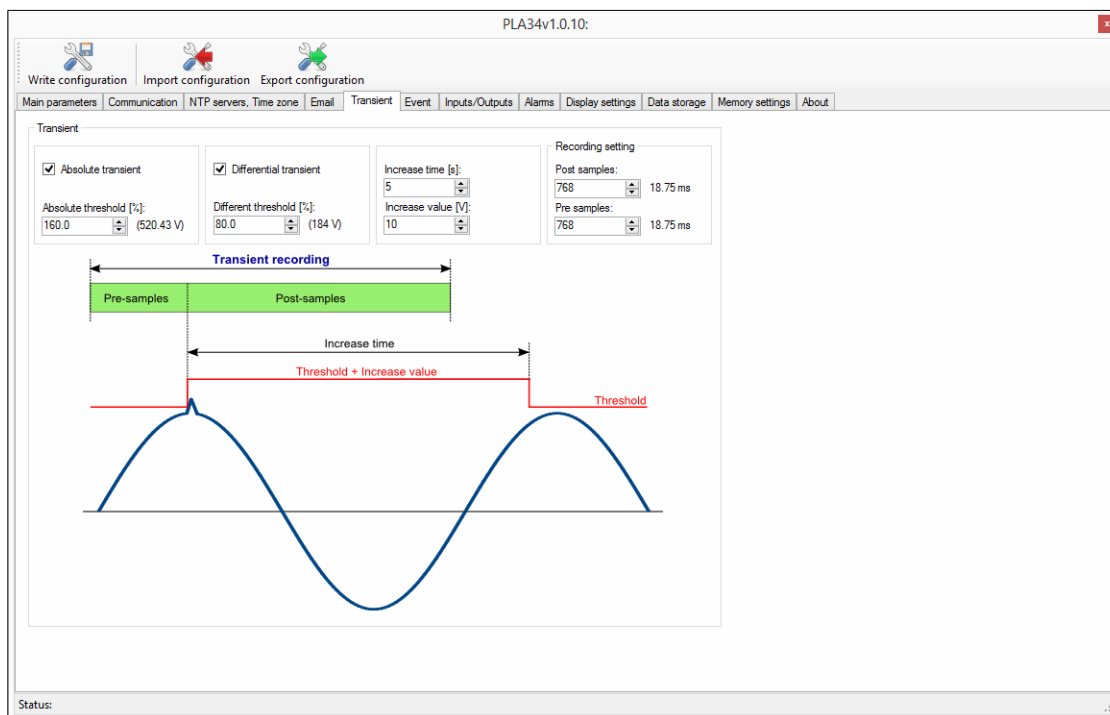 PLA34v1.0.10:
x
Write configuration
Import configuration
Export configuration
Main parameters
Communication
NTP servers, Time zone
Email
Transient
Event
Inputs/Outputs
Alarms
Display settings
Data storage
Memory settings
About
Transient
Absolute transient
Absolute threshold [%]:
160.0
(520.43 V)
Differential transient
Different threshold [%]:
80.0
(184 V)
Increase time [s]:
5
Increase value [V]:
10
Recording setting
Post samples:
768
18.75 ms
Pre samples:
768
18.75 ms
Transient recording
Pre-samples
Post-samples
Increase time
Threshold + Increase value
Threshold
Status: